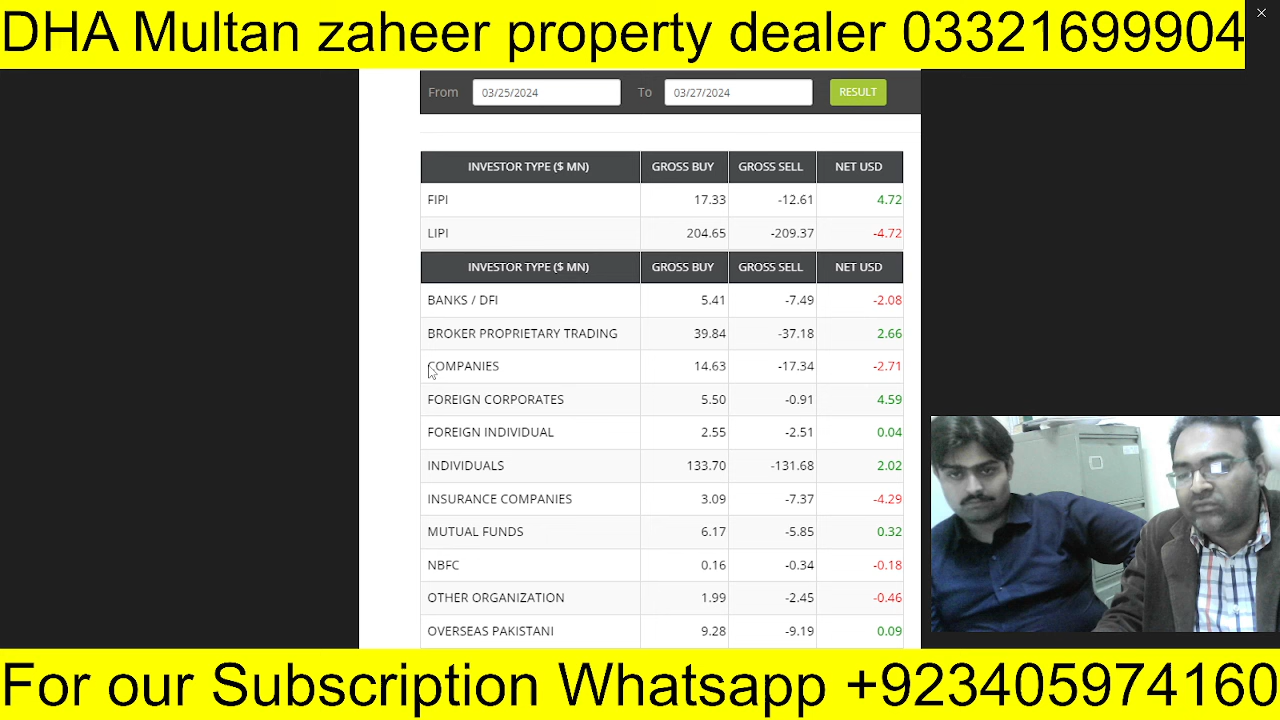 DHA Multan zaheer property dealer 03321699904
From 03/25/2024 To 03/27/2024 RESULT
INVESTOR TYPE ($ MN) GROSS BUY GROSS SELL NET USD
FIPI 17.33 -12.61 4.72
LIPI 204.65 -209.37 -4.72
INVESTOR TYPE ($ MN) GROSS BUY GROSS SELL NET USD
BANKS / DFI 5.41 -7.49 -2.08
BROKER PROPRIETARY TRADING 39.84 -37.18 2.66
COMPANIES 14.63 -17.34 -2.71
FOREIGN CORPORATES 5.50 -0.91 4.59
FOREIGN INDIVIDUAL 2.55 -2.51 0.04
INDIVIDUALS 133.70 -131.68 2.02
INSURANCE COMPANIES 3.09 -7.37 -4.29
MUTUAL FUNDS 6.17 -5.85 0.32
NBFC 0.16 -0.34 -0.18
OTHER ORGANIZATION 1.99 -2.45 -0.46
OVERSEAS PAKISTANI 9.28 -9.19 0.09
For our Subscription Whatsapp +923405974160